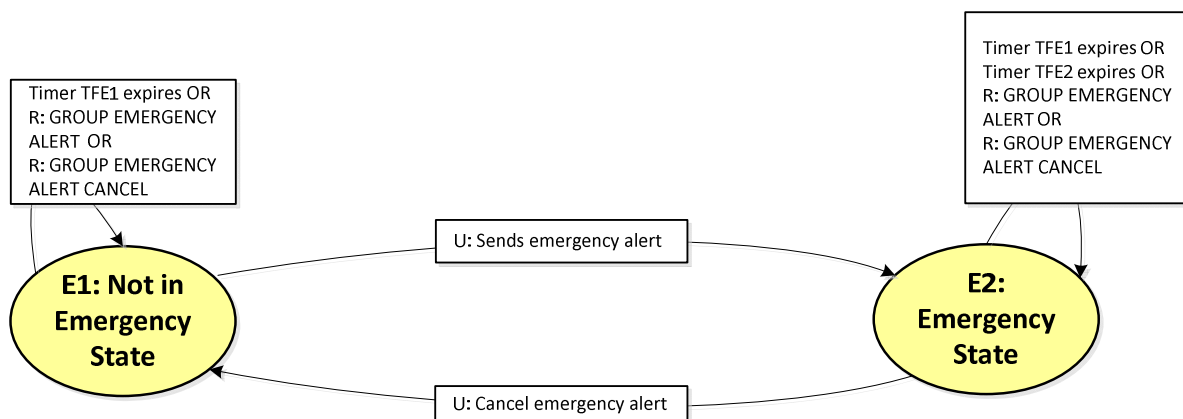 Timer TFE1 expires OR
R: GROUP EMERGENCY
ALERT OR
R: GROUP EMERGENCY
ALERT CANCEL
Timer TFE1 expires OR
Timer TFE2 expires OR
R: GROUP EMERGENCY
ALERT OR
R: GROUP EMERGENCY
ALERT CANCEL
U: Sends emergency alert
E1: Not in
Emergency
State
E2:
Emergency
State
U: Cancel emergency alert